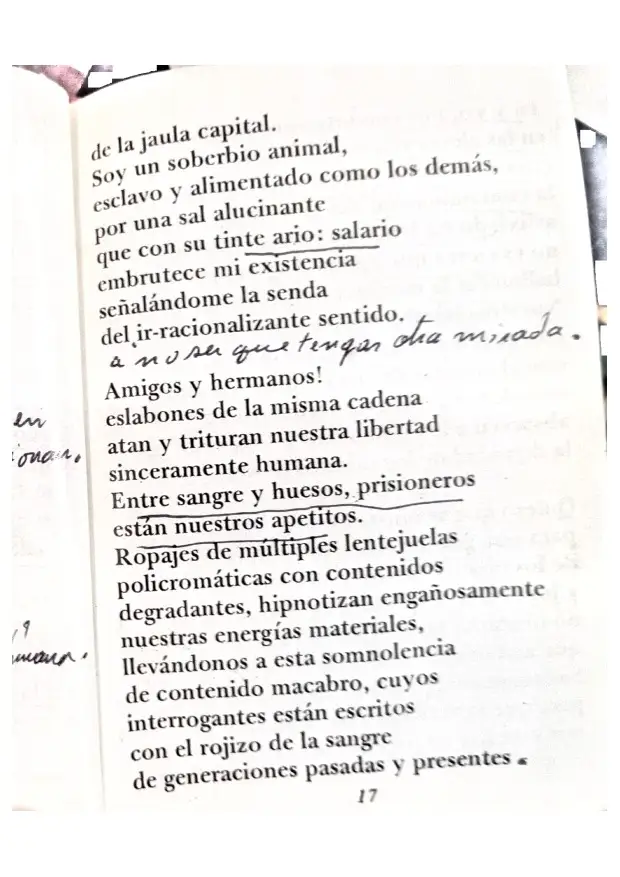 de la jaula capital.
Soy un soberbio animal,
esclavo y alimentado como los demás,
por una sal alucinante
que con su tinte ario: salario
embrutece mi existencia
señalándome la senda
del ir-racionalizante sentido.
a no ser que tengas otra mirada.
Amigos y hermanos!
eslabones de la misma cadena
atan y trituran nuestra libertad
sinceramente humana.
Entre sangre y huesos, prisioneros
están nuestros apetitos.
Ropajes de múltiples lentejuelas
policromáticas con contenidos
degradantes, hipnotizan engañosamente
nuestras energías materiales,
llevándonos a esta somnolencia
de contenido macabro, cuyos
interrogantes están escritos
con el rojizo de la sangre
de generaciones pasadas y presentes.
17
en